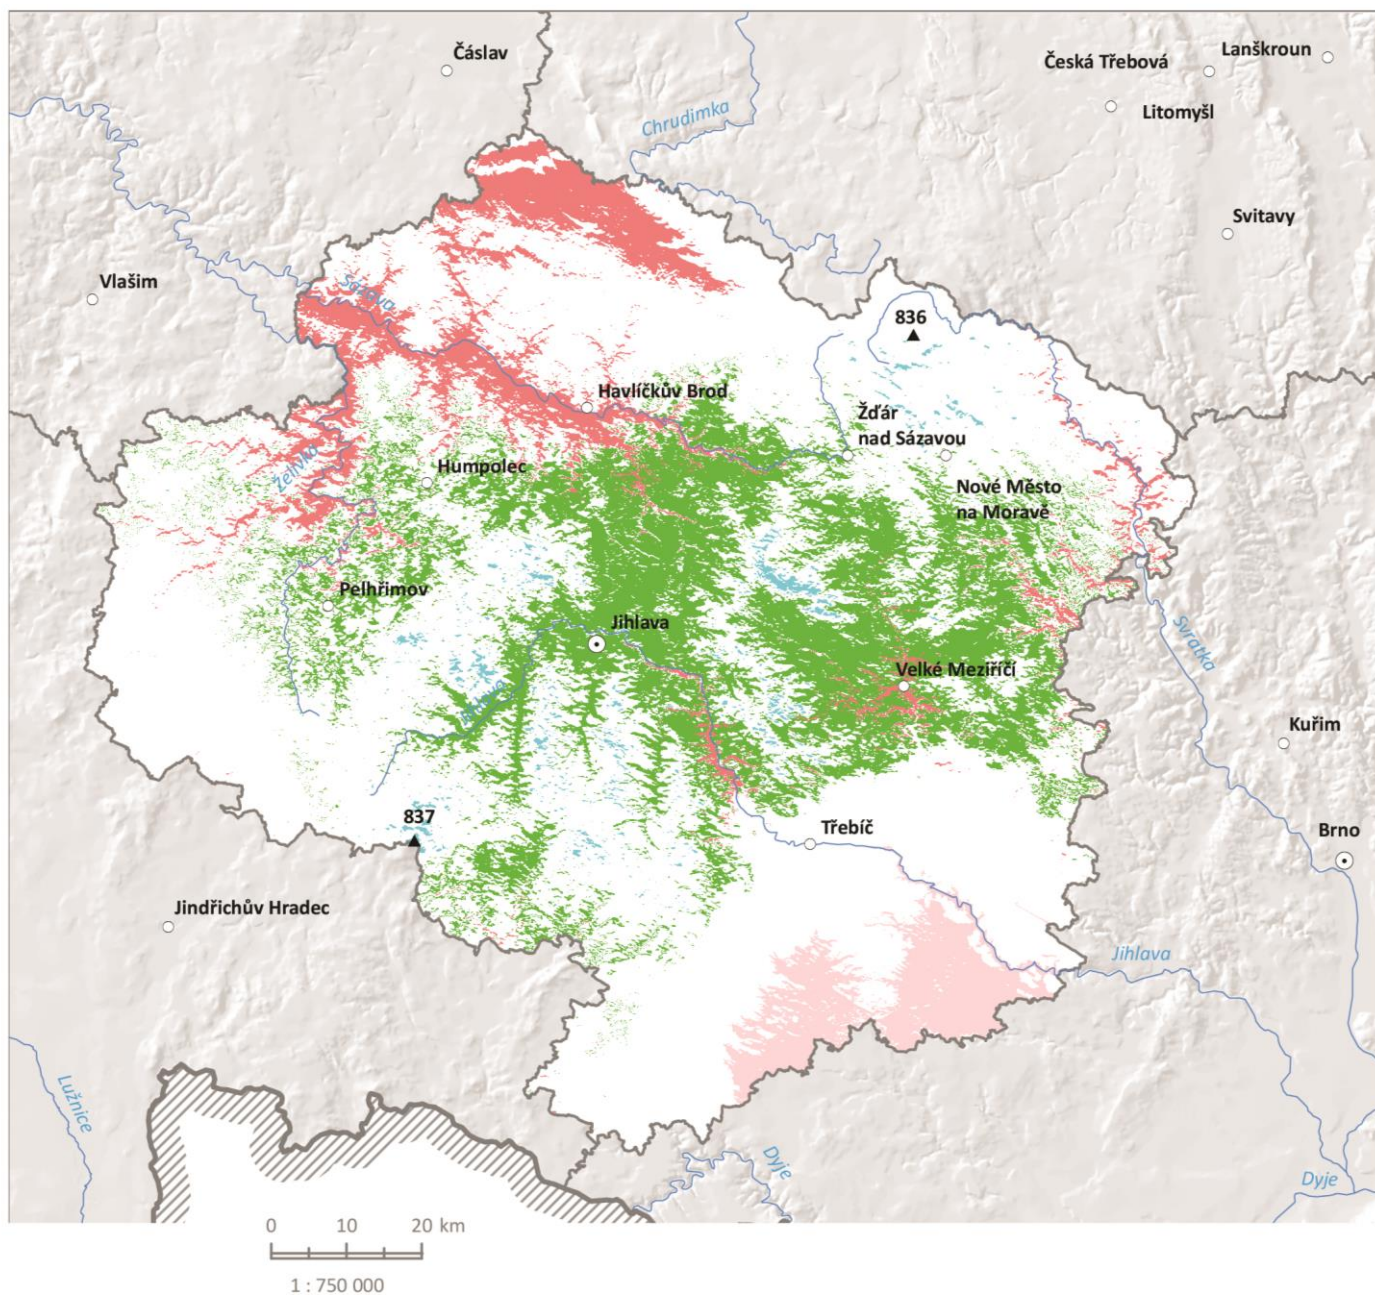 Čáslav
Česká Třebová
Lanškroun
Litomyšl
Chrudimka
Svitavy
Vlašim
Sázava
836
Havlíčkův Brod
Žďár
nad Sázavou
Želivka
Humpolec
Nové Město
na Moravě
Pelhřimov
Jihlava
Svratka
Velké Meziříčí
Jihlava
Kuřim
837
Třebíč
Brno
Jindřichův Hradec
Jihlava
Lužnice
Dyje
Dyje
0 10 20 km
1 : 750 000